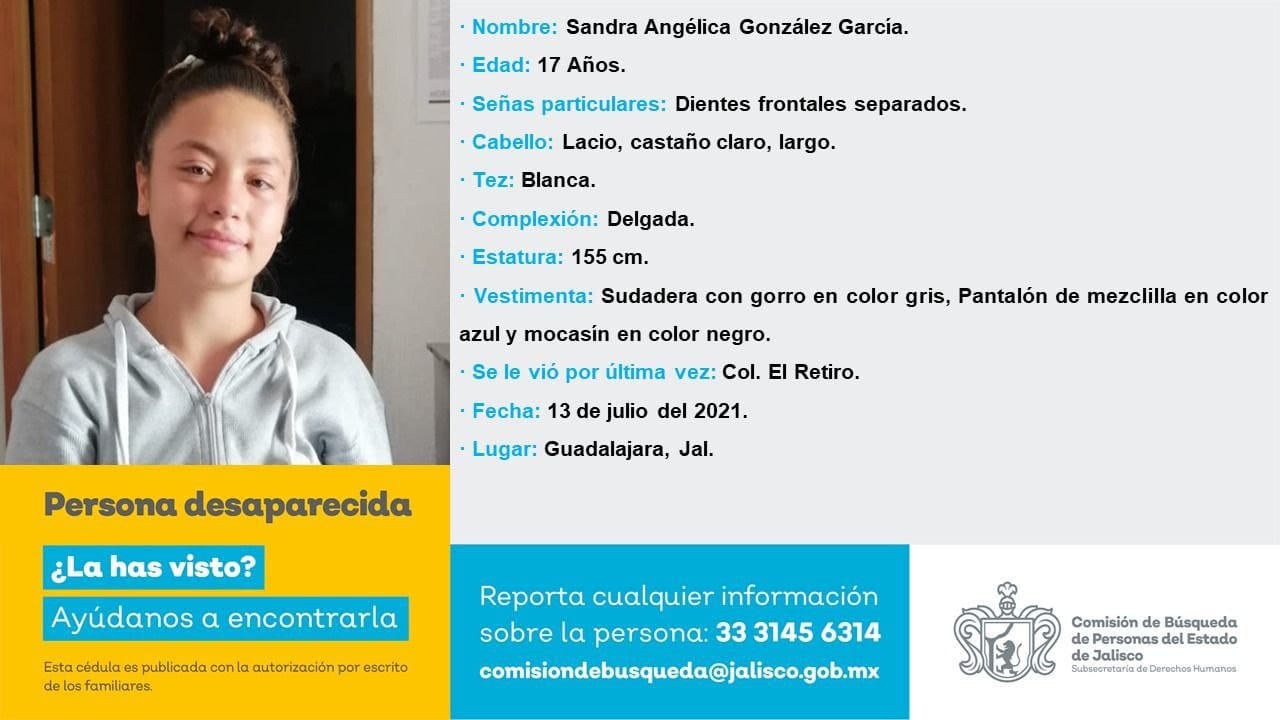 · Nombre: Sandra Angélica González García.
· Edad: 17 Años.
· Señas particulares: Dientes frontales separados.
· Cabello: Lacio, castaño claro, largo.
· Tez: Blanca.
· Complexión: Delgada.
· Estatura: 155 cm.
· Vestimenta: Sudadera con gorro en color gris, Pantalón de mezclilla en color
azul y mocasín en color negro.
· Se le vió por última vez: Col. El Retiro.
· Fecha: 13 de julio del 2021.
· Lugar: Guadalajara, Jal.
Persona desaparecida
¿La has visto?
Ayúdanos a encontrarla
Esta cédula es publicada con la autorización por escrito
de los familiares.
Reporta cualquier información
sobre la persona: 33 3145 6314
comisiondebusqueda@jalisco.gob.mx
Comisión de Búsqueda
de Personas del Estado
de Jalisco
Subsecretaría de Derechos Humanos